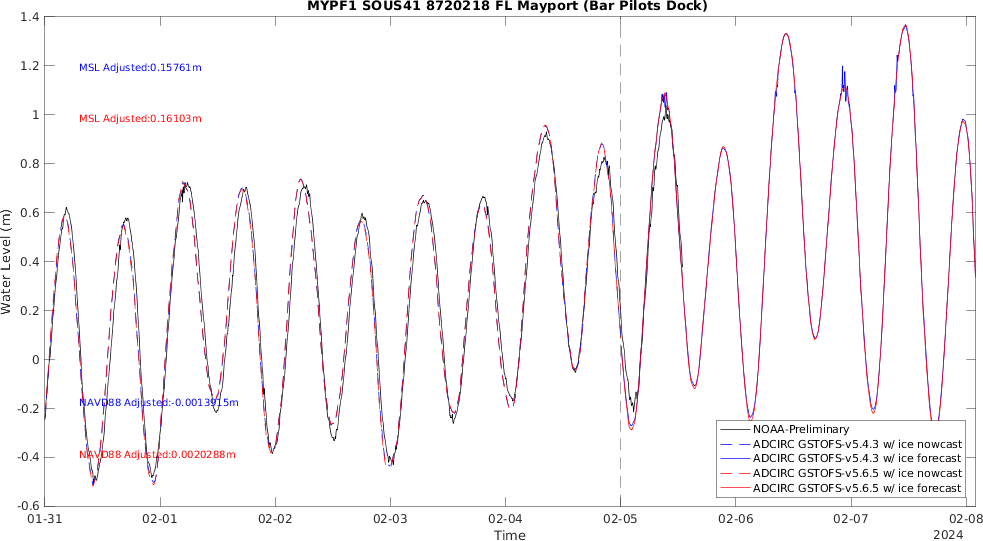 MYPF1 SOUS41 8720218 FL Mayport (Bar Pilots Dock)
1.4
1.2
1
0.8
0.6
0.4
0.2
0
-0.2
-0.4
-0.6
Water Level (m)
MSL Adjusted:0.15761m
MSL Adjusted:0.16103m
NAVD88 Adjusted:-0.0013915m
NAVD88 Adjusted:0.0020288m
NOAA-Preliminary
ADCIRC GSTOFS-v5.4.3 w/ ice nowcast
ADCIRC GSTOFS-v5.4.3 w/ ice forecast
ADCIRC GSTOFS-v5.6.5 w/ ice nowcast
ADCIRC GSTOFS-v5.6.5 w/ ice forecast
01-31 02-01 02-02 02-03 02-04 02-05 02-06 02-07 02-08
Time
2024